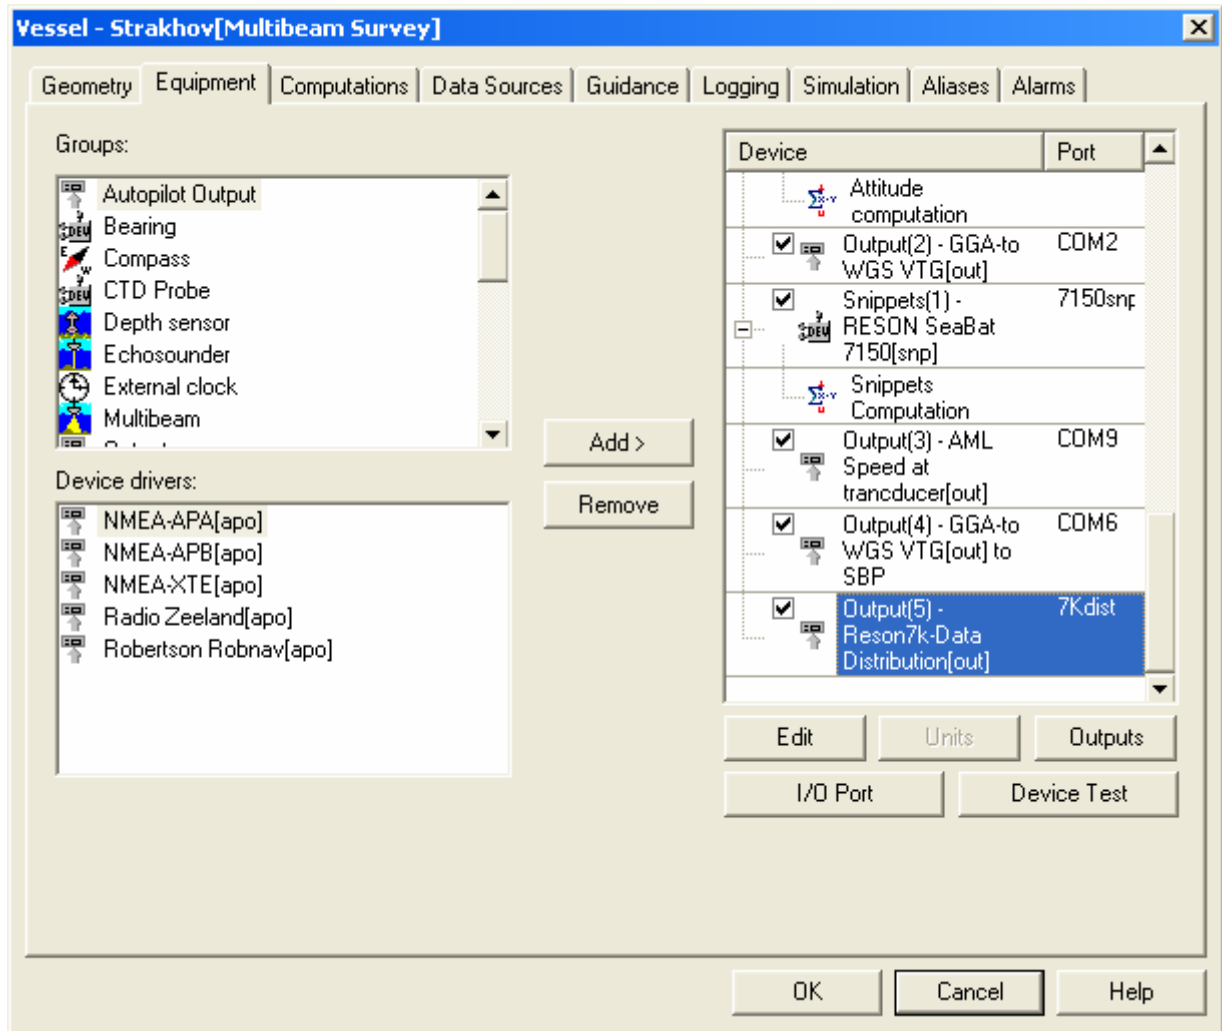 Vessel - Strakhov[Multibeam Survey]
Geometry Equipment Computations Data Sources Guidance Logging Simulation Aliases Alarms
Groups:
Autopilot Output
Bearing
Compass
CTD Probe
Depth sensor
Echosounder
External clock
Multibeam
Device drivers:
NMEA-APA[apo]
NMEA-APB[apo]
NMEA-XTE[apo]
Radio Zeeland[apo]
Robertson Robnav[apo]
Add >
Remove
Device Port
Attitude
computation
Output(2) - GGA-to COM2
WGS VTG[out]
Snippets(1) - 7150snp
RESON SeaBat
7150[snp]
Snippets
Computation
Output(3) - AML COM9
Speed at
trancducer[out]
Output(4) - GGA-to COM6
WGS VTG[out] to
SBP
Output(5) - 7Kdist
Reson7k-Data
Distribution[out]
Edit Units Outputs
I/O Port Device Test
OK Cancel Help